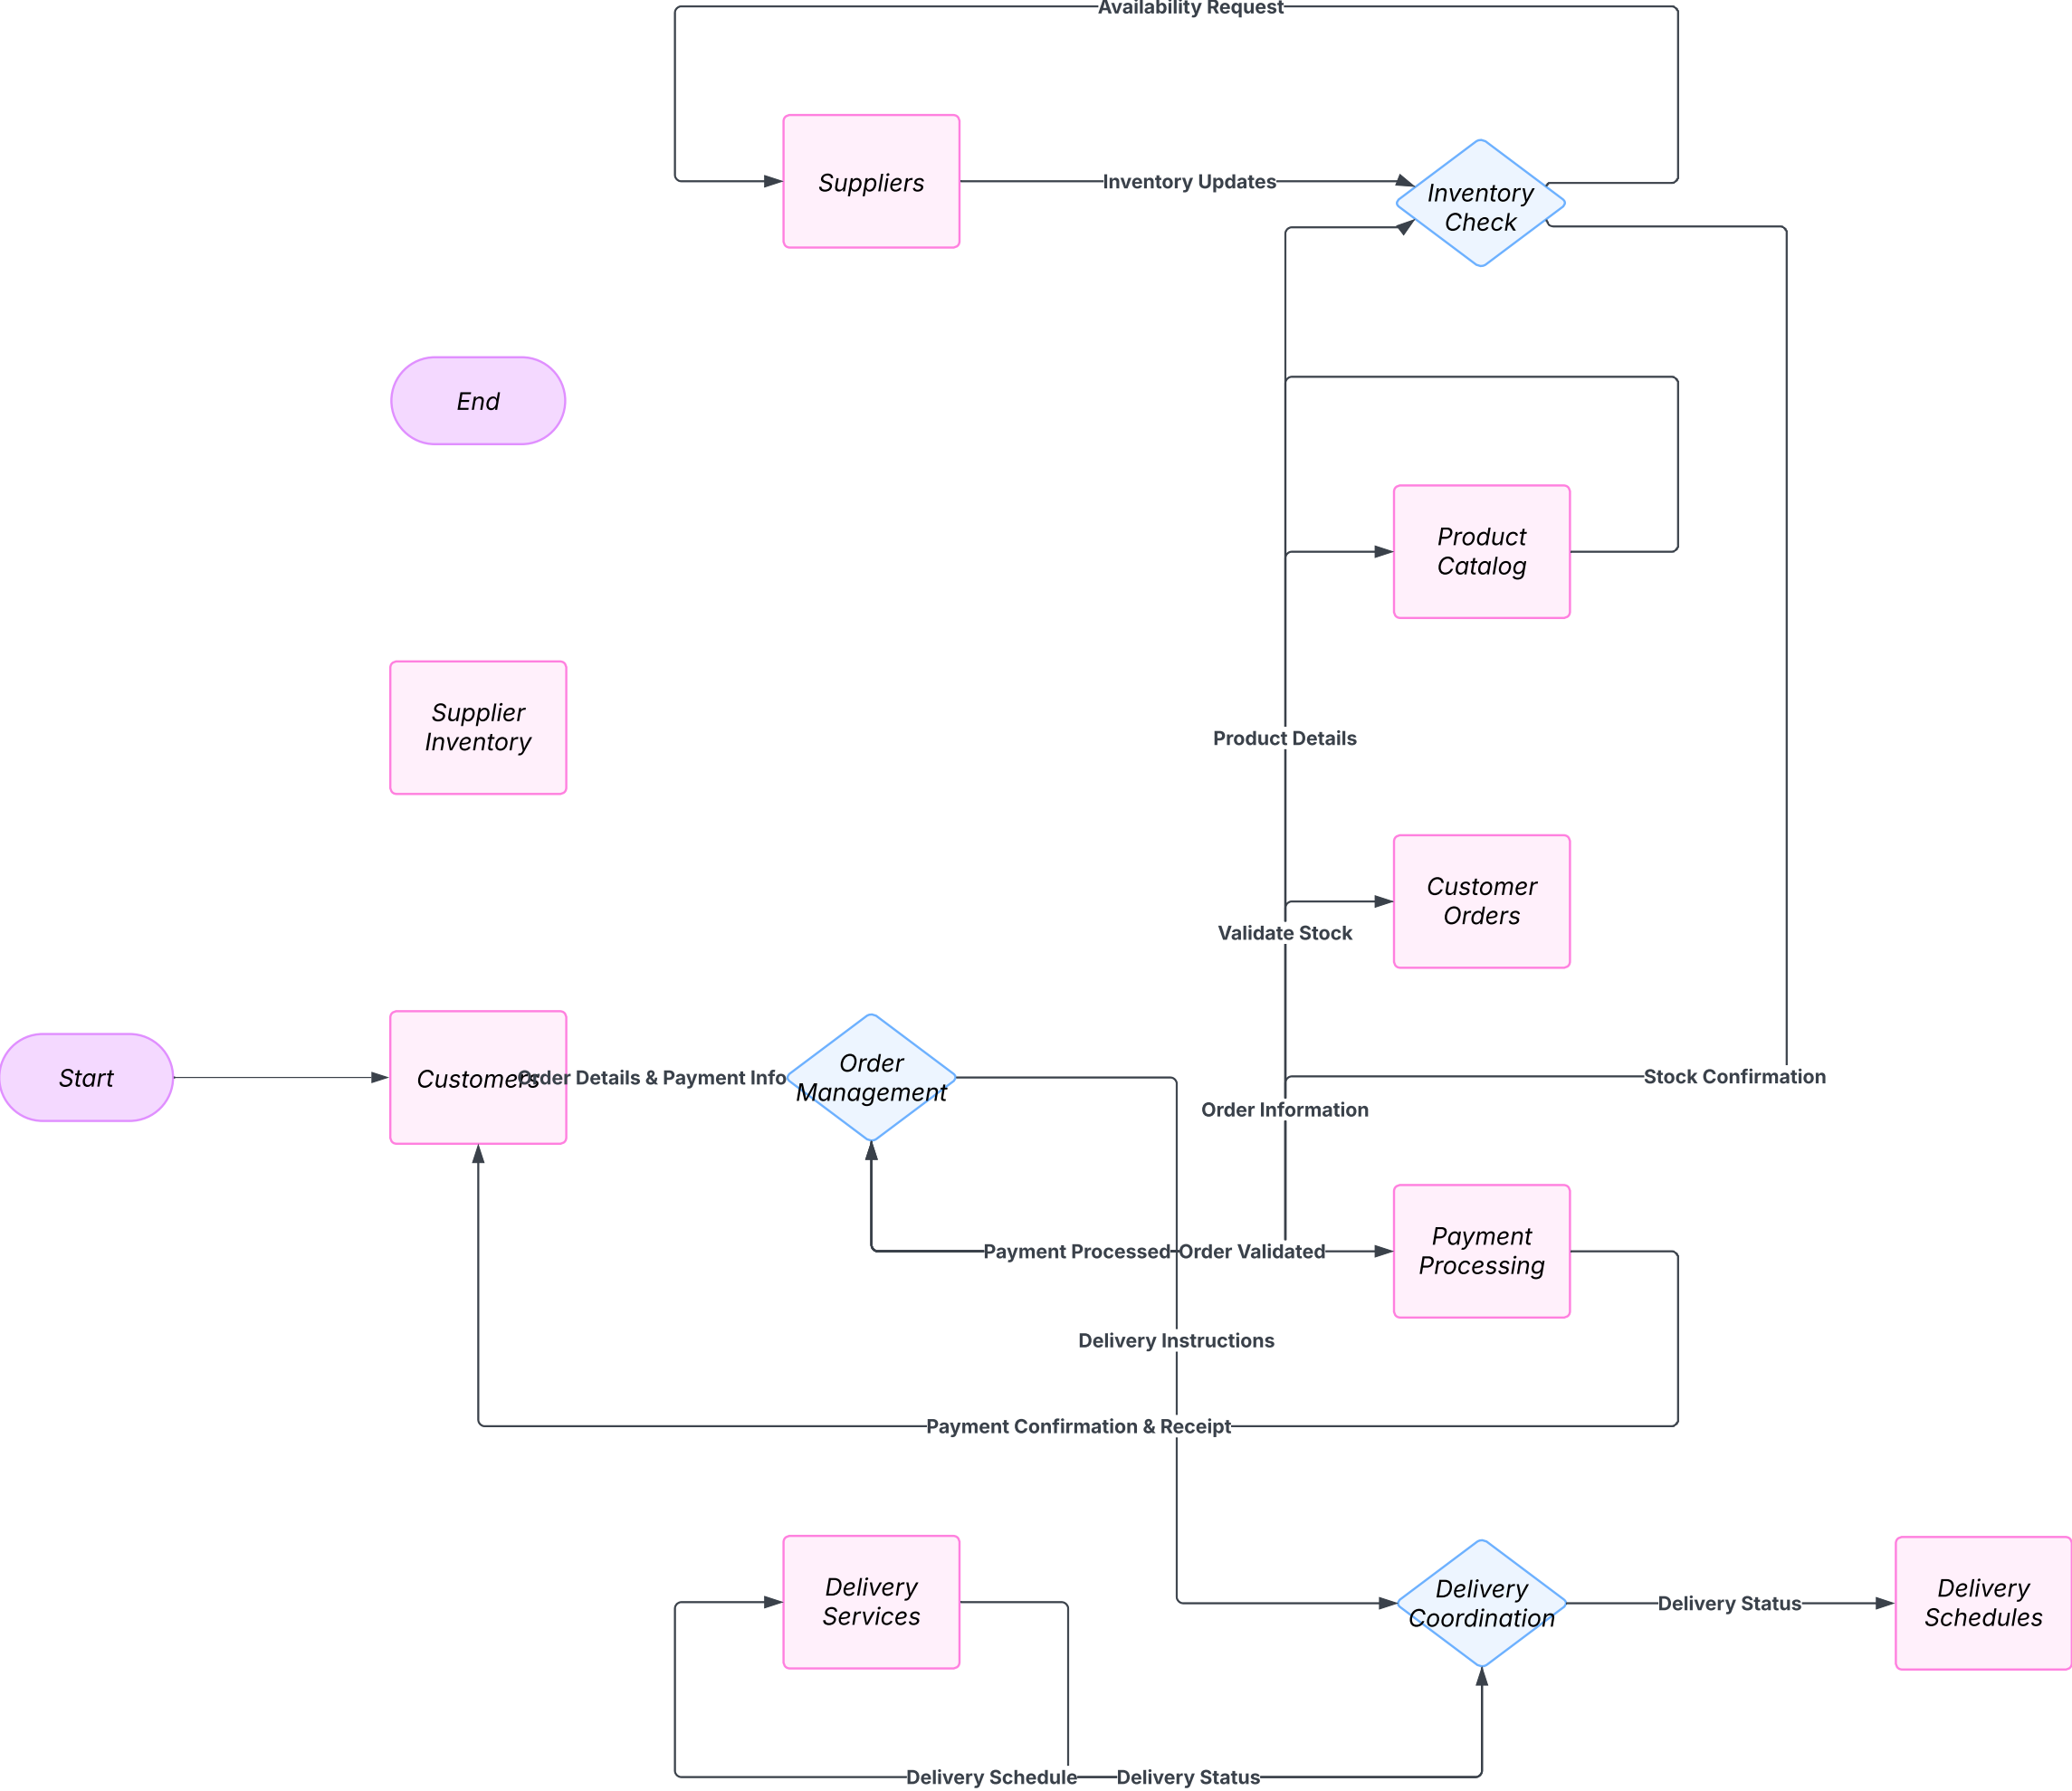 Availability Request
Suppliers
Inventory Updates
Inventory
Check
End
Product
Catalog
Supplier
Inventory
Product Details
Customer
Orders
Validate Stock
Start
Customers
Order Details & Payment Info
Order
Management
Stock Confirmation
Order Information
Payment Processed
Order Validated
Payment
Processing
Delivery Instructions
Payment Confirmation & Receipt
Delivery
Services
Delivery
Coordination
Delivery Status
Delivery
Schedules
Delivery Schedule
Delivery Status